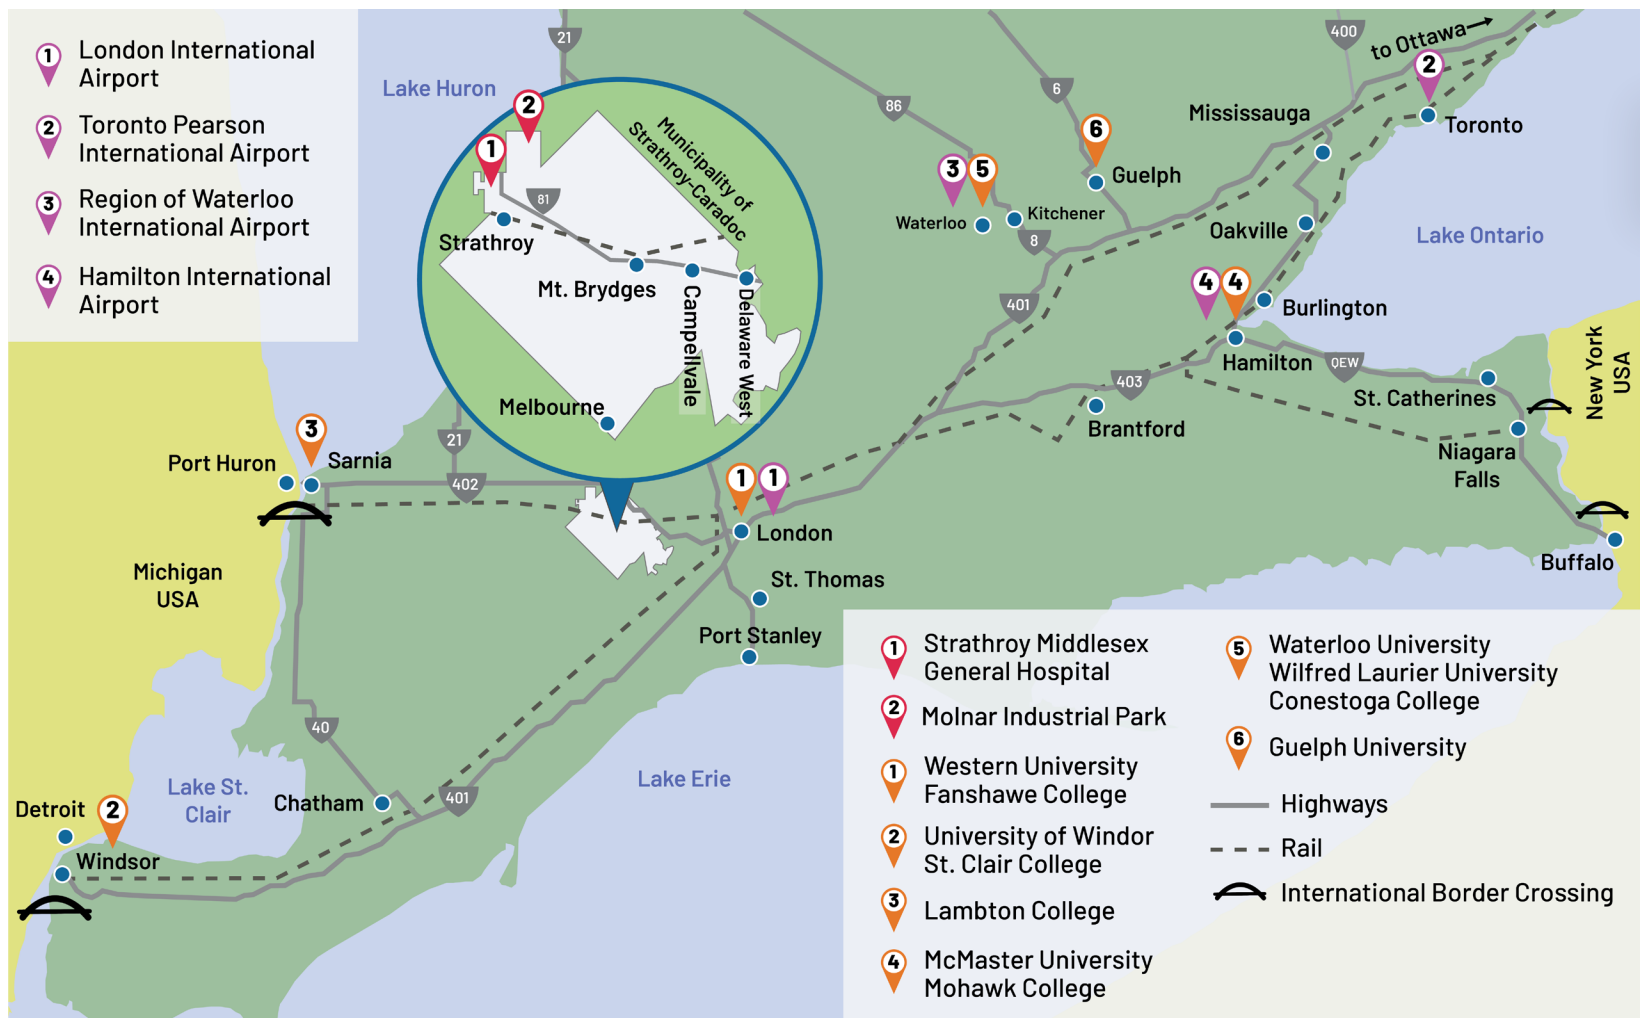 1
London International
Airport
2
Toronto Pearson
International Airport
3
Region of Waterloo
International Airport
4
Hamilton International
Airport
Lake Huron
21
86
6
400
to Ottawa
2
Toronto
Mississauga
6
Guelph
3
5
Waterloo
Kitchener
8
Oakville
Lake Ontario
401
4
4
Burlington
Hamilton
QEW
New York
USA
403
St. Catherines
Brantford
Niagara
Falls
Buffalo
1
2
Municipality of
Strathroy-Caradoc
81
Strathroy
Mt. Brydges
Campellvale
Delaware West
Melbourne
3
Port Huron
Sarnia
21
402
1
1
London
Michigan
USA
St. Thomas
Port Stanley
40
Lake St.
Clair
Chatham
401
Lake Erie
Detroit
2
Windsor
1
Strathroy Middlesex
General Hospital
2
Molnar Industrial Park
1
Western University
Fanshawe College
2
University of Windor
St. Clair College
3
Lambton College
4
McMaster University
Mohawk College
5
Waterloo University
Wilfred Laurier University
Conestoga College
6
Guelph University
Highways
Rail
International Border Crossing